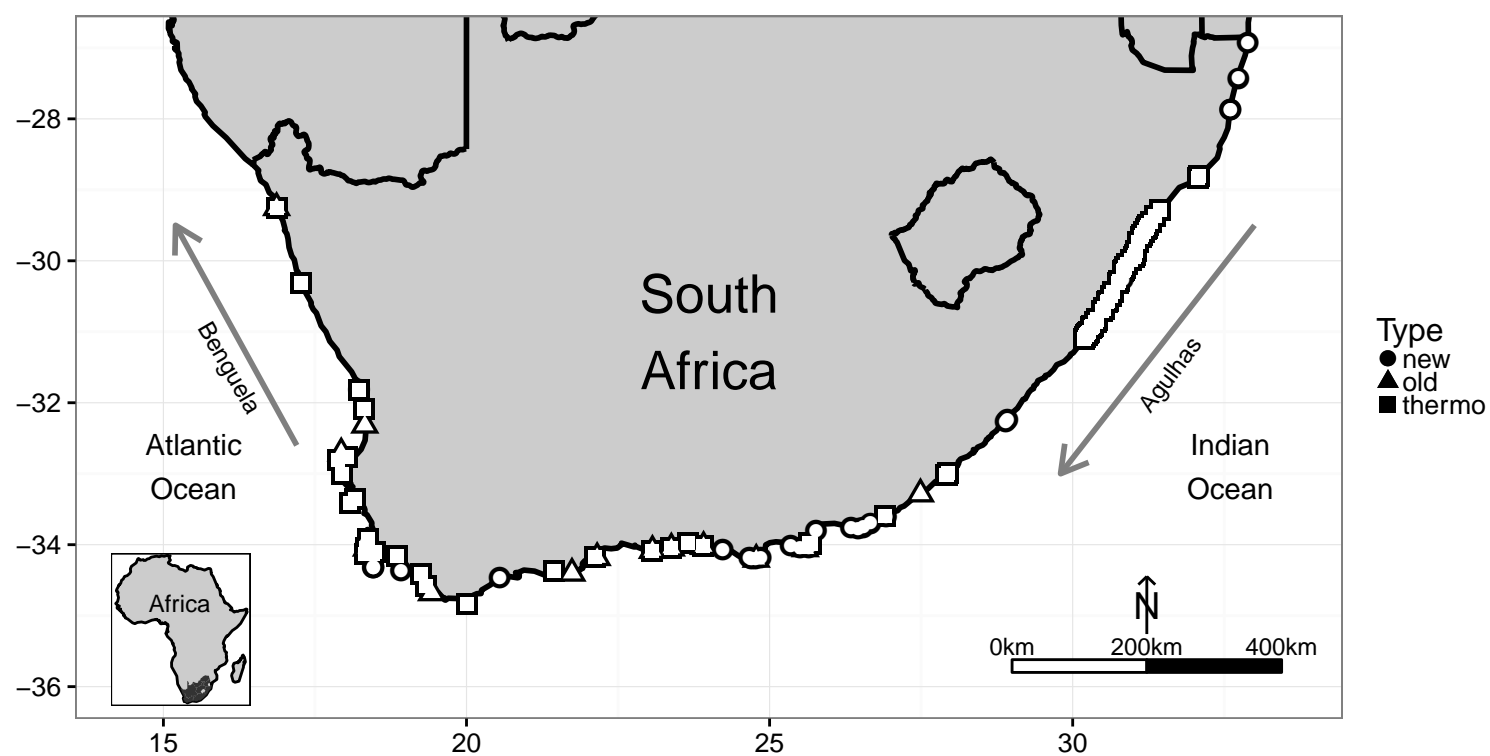 −28
−30
−32
−34
−36
15
20
25
30
South
Africa
Benguela
Agulhas
Atlantic
Ocean
Indian
Ocean
Africa
N
0km
200km
400km
Type
new
old
thermo